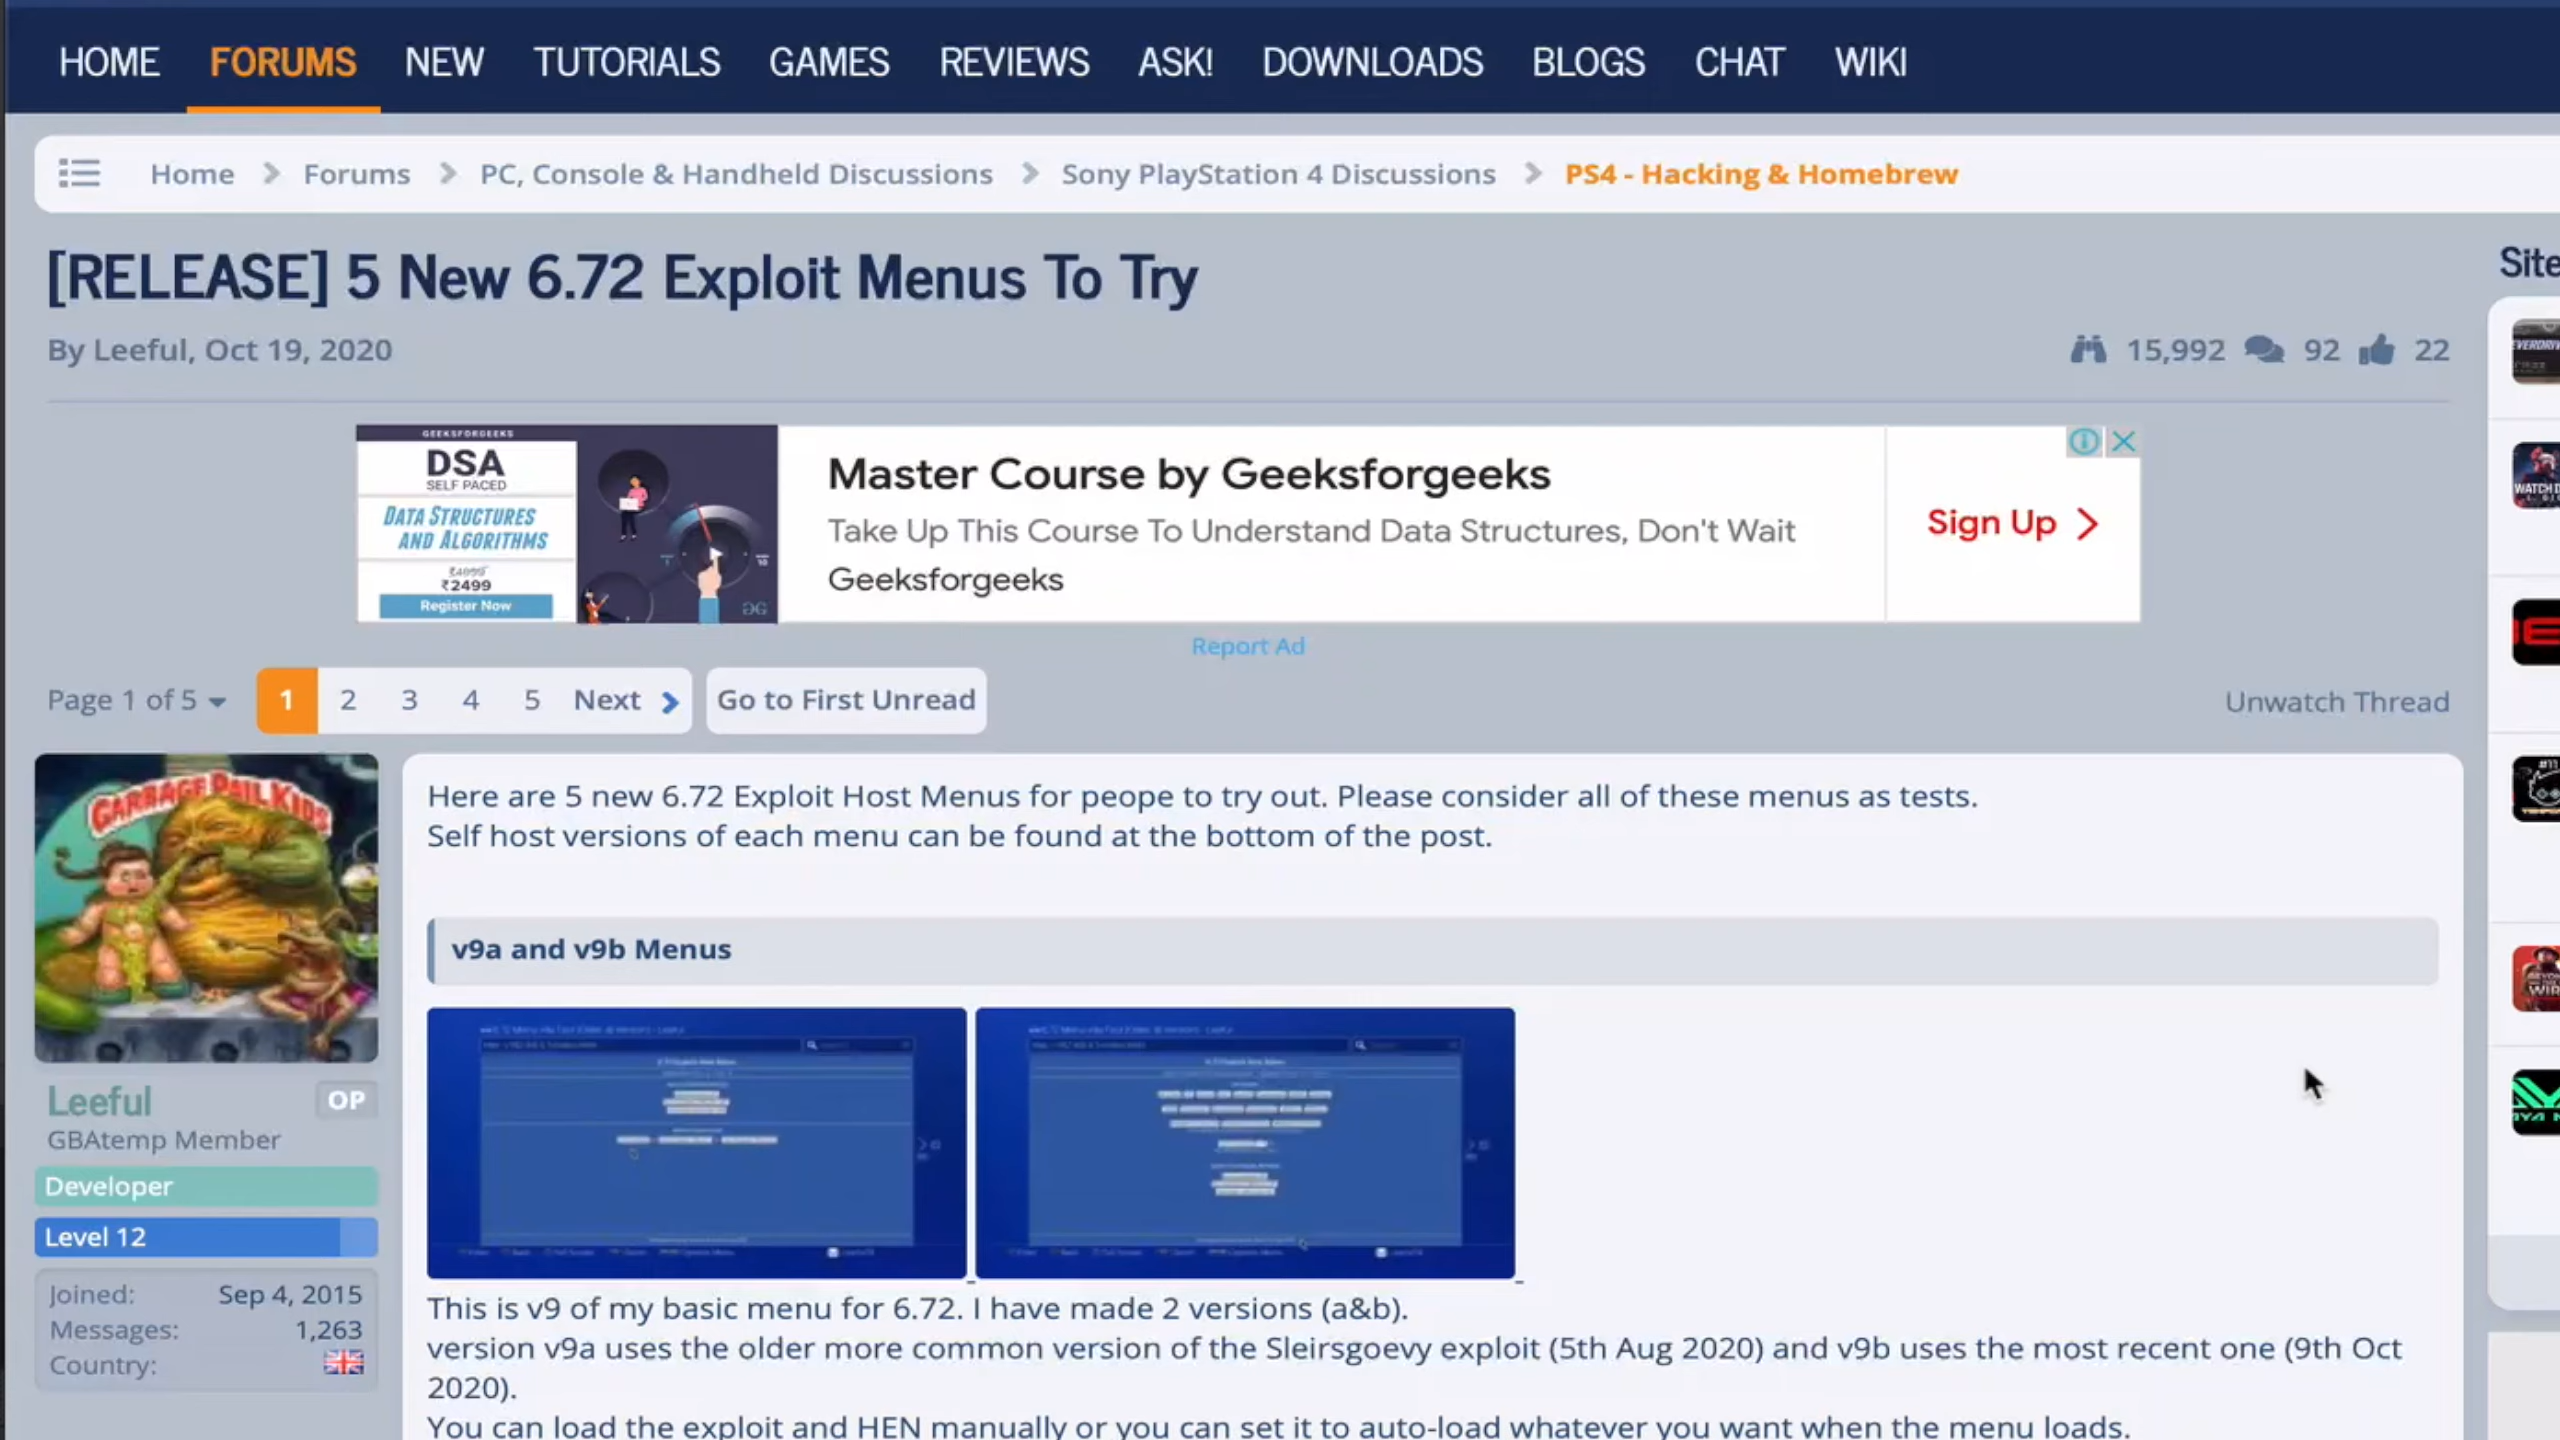 HOME FORUMS NEW TUTORIALS GAMES REVIEWS ASK! DOWNLOADS BLOGS CHAT WIKI
Home Forums PC, Console & Handheld Discussions Sony PlayStation 4 Discussions PS4 - Hacking & Homebrew
[RELEASE] 5 New 6.72 Exploit Menus To Try
Site
By Leeful, Oct 19, 2020
15,992 92 22
GEEKSFORGEEKS
DSA
SELF PACED
DATA STRUCTURES
AND ALGORITHMS
₹4999
₹2499
Register Now
Master Course by Geeksforgeeks
Take Up This Course To Understand Data Structures, Don't Wait
Geeksforgeeks
Sign Up
Report Ad
Page 1 of 5 1 2 3 4 5 Next Go to First Unread
Unwatch Thread
GARBAGE PAIL KIDS
Here are 5 new 6.72 Exploit Host Menus for peope to try out. Please consider all of these menus as tests.
Self host versions of each menu can be found at the bottom of the post.
v9a and v9b Menus
Leeful OP
GBAtemp Member
Developer
Level 12
Joined: Sep 4, 2015
Messages: 1,263
Country:
This is v9 of my basic menu for 6.72. I have made 2 versions (a&b).
version v9a uses the older more common version of the Sleirsgoevy exploit (5th Aug 2020) and v9b uses the most recent one (9th Oct
2020).
You can load the exploit and HEN manually or you can set it to auto-load whatever you want when the menu loads.